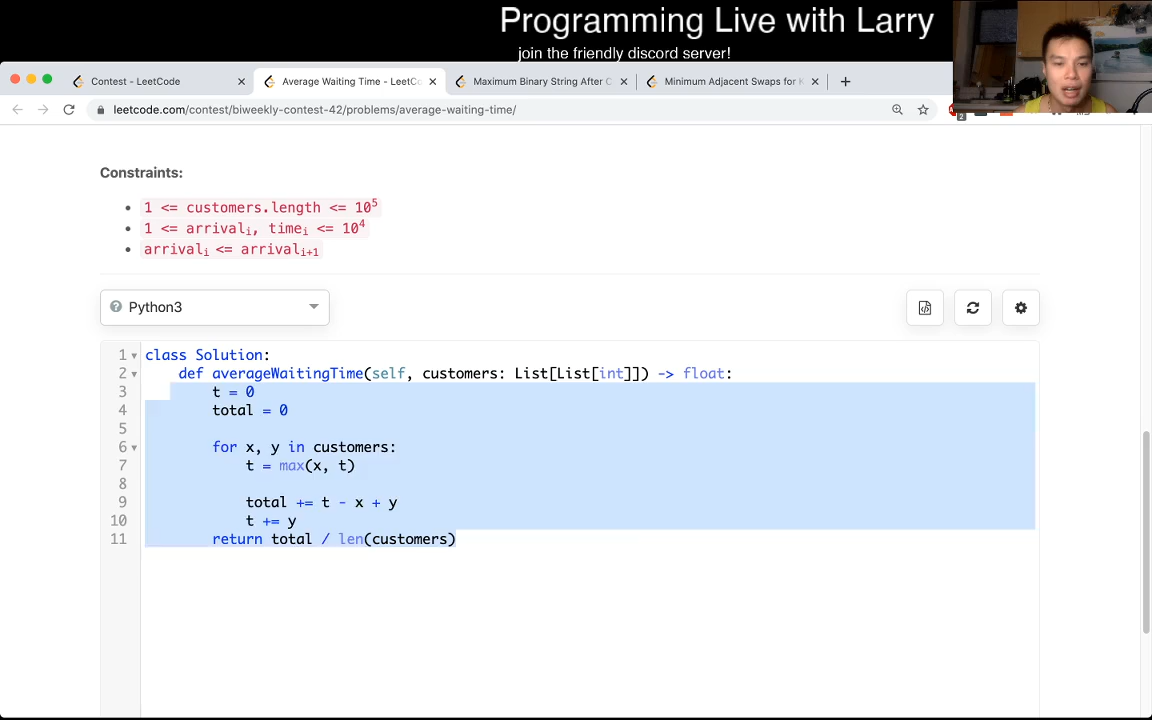 Programming Live with Larry
join the friendly discord server!
Contest - LeetCode
Average Waiting Time - LeetCo
Maximum Binary String After C
Minimum Adjacent Swaps for K
leetcode.com/contest/biweekly-contest-42/problems/average-waiting-time/
2
Constraints:
1 <= customers.length <= 10⁵
1 <= arrivalᵢ, timeᵢ <= 10⁴
arrivalᵢ <= arrivalᵢ₊₁
Python3
1 class Solution:
2 def averageWaitingTime(self, customers: List[List[int]]) -> float:
3 t = 0
4 total = 0
5
6 for x, y in customers:
7 t = max(x, t)
8
9 total += t - x + y
10 t += y
11 return total / len(customers)